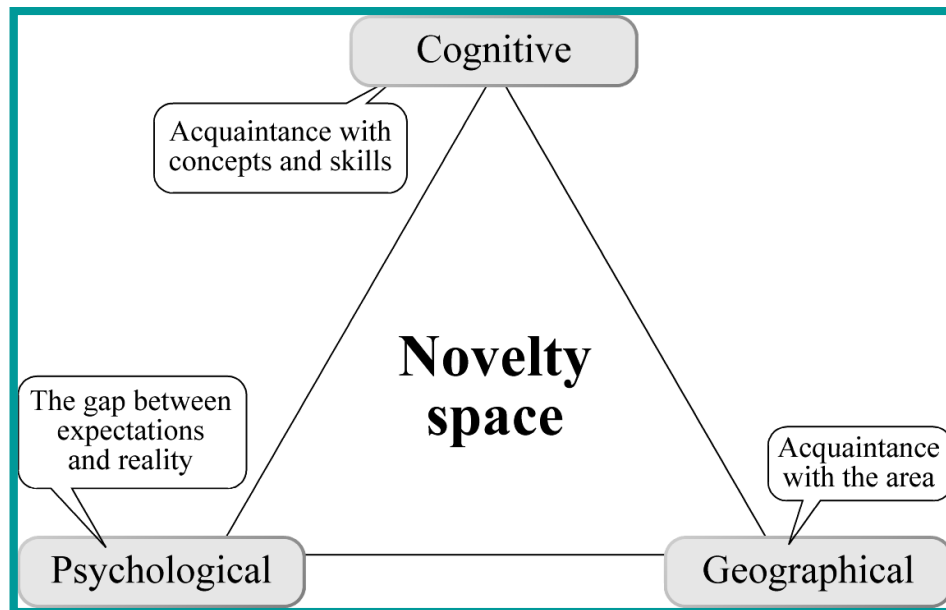 Cognitive
Acquaintance with
concepts and skills
Novelty
space
The gap between
expectations
and reality
Acquaintance
with the area
Psychological
Geographical